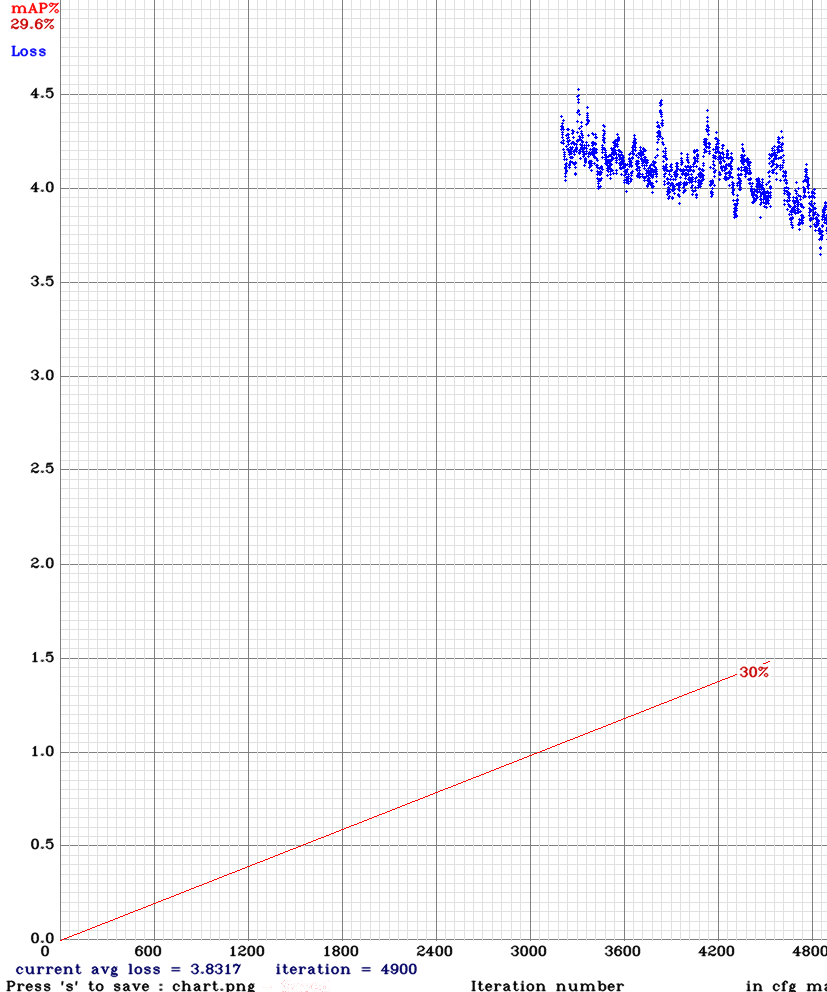 mAP%
29.6%
Loss
4.5
4.0
3.5
3.0
2.5
2.0
1.5
30%
1.0
0.5
0.0
0 600 1200 1800 2400 3000 3600 4200 4800
current avg loss = 3.8317 iteration = 4900
Press 's' to save : chart.png Iteration number in cfg ma